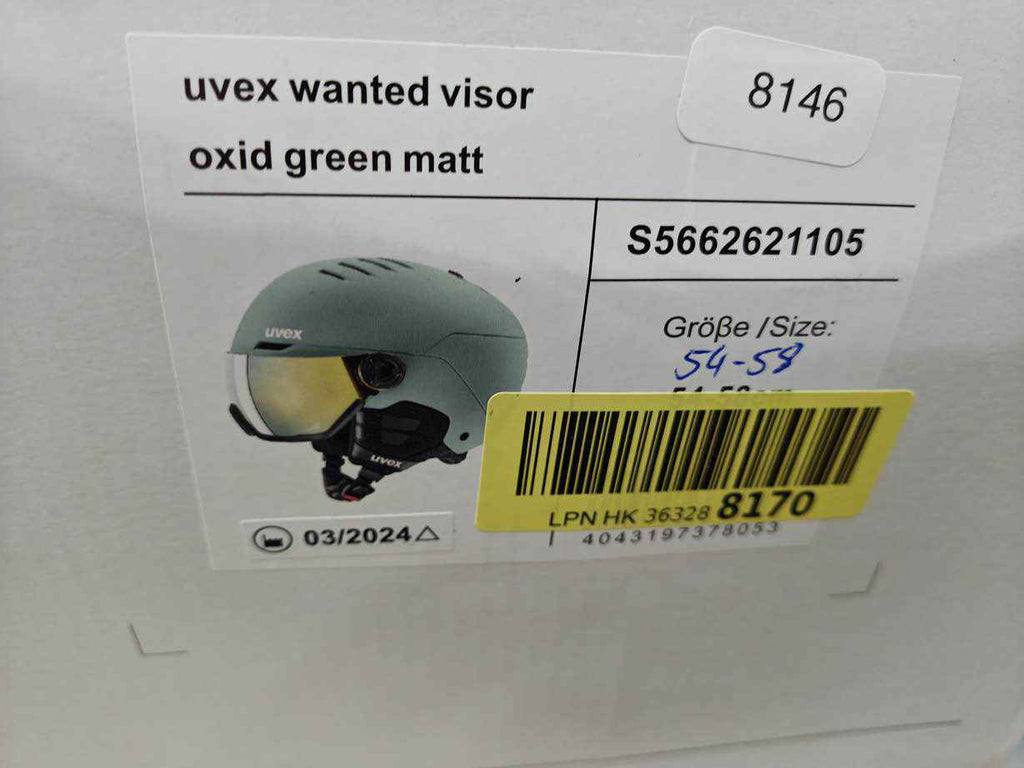 uvex wanted visor
8146
oxid green matt
S5662621105
Größe /Size:
54-58
uvex
uvex
LPN HK 36328 8170
4043197378053
03/2024